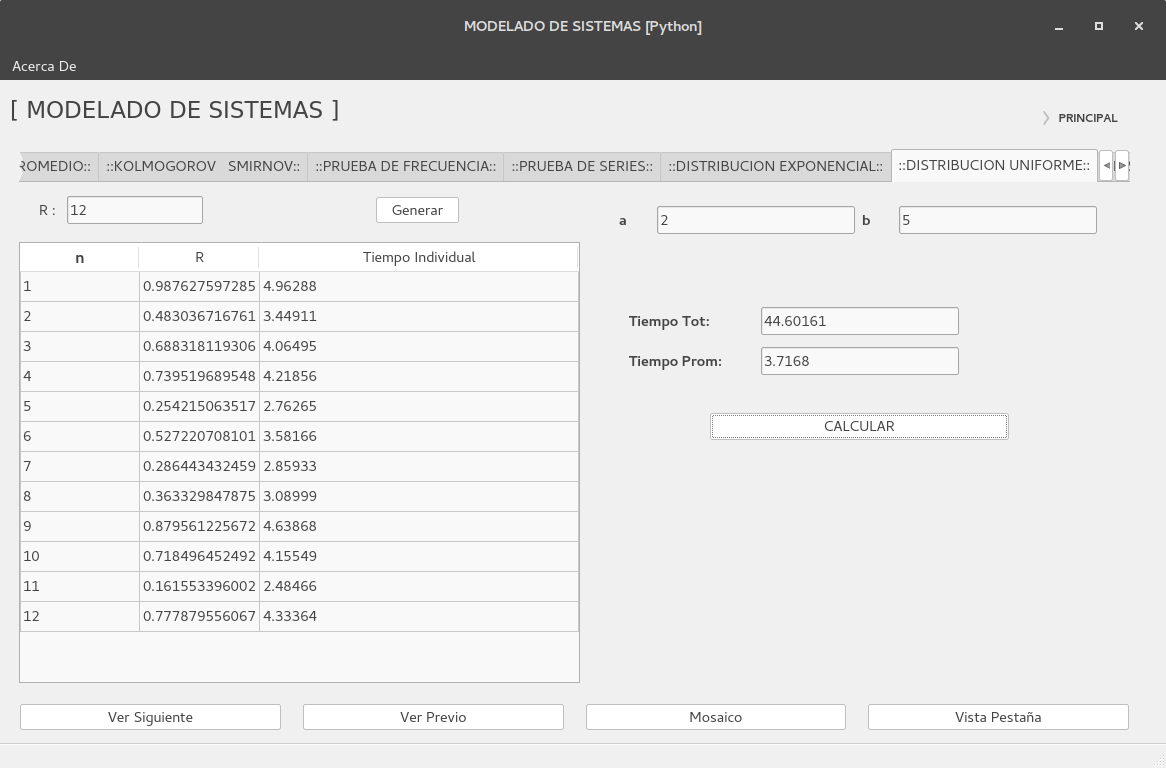 MODELADO DE SISTEMAS [Python]
Acerca De
[ MODELADO DE SISTEMAS ]
PRINCIPAL
ROMEDIO:: ::KOLMOGOROV SMIRNOV:: ::PRUEBA DE FRECUENCIA:: ::PRUEBA DE SERIES:: ::DISTRIBUCION EXPONENCIAL:: ::DISTRIBUCION UNIFORME::
R : 12 Generar
a 2 b 5
n R Tiempo Individual
1 0.987627597285 4.96288
2 0.483036716761 3.44911
3 0.688318119306 4.06495
4 0.739519689548 4.21856
5 0.254215063517 2.76265
6 0.527220708101 3.58166
7 0.286443432459 2.85933
8 0.363329847875 3.08999
9 0.879561225672 4.63868
10 0.718496452492 4.15549
11 0.161553396002 2.48466
12 0.777879556067 4.33364
Tiempo Tot: 44.60161
Tiempo Prom: 3.7168
CALCULAR
Ver Siguiente Ver Previo Mosaico Vista Pestaña